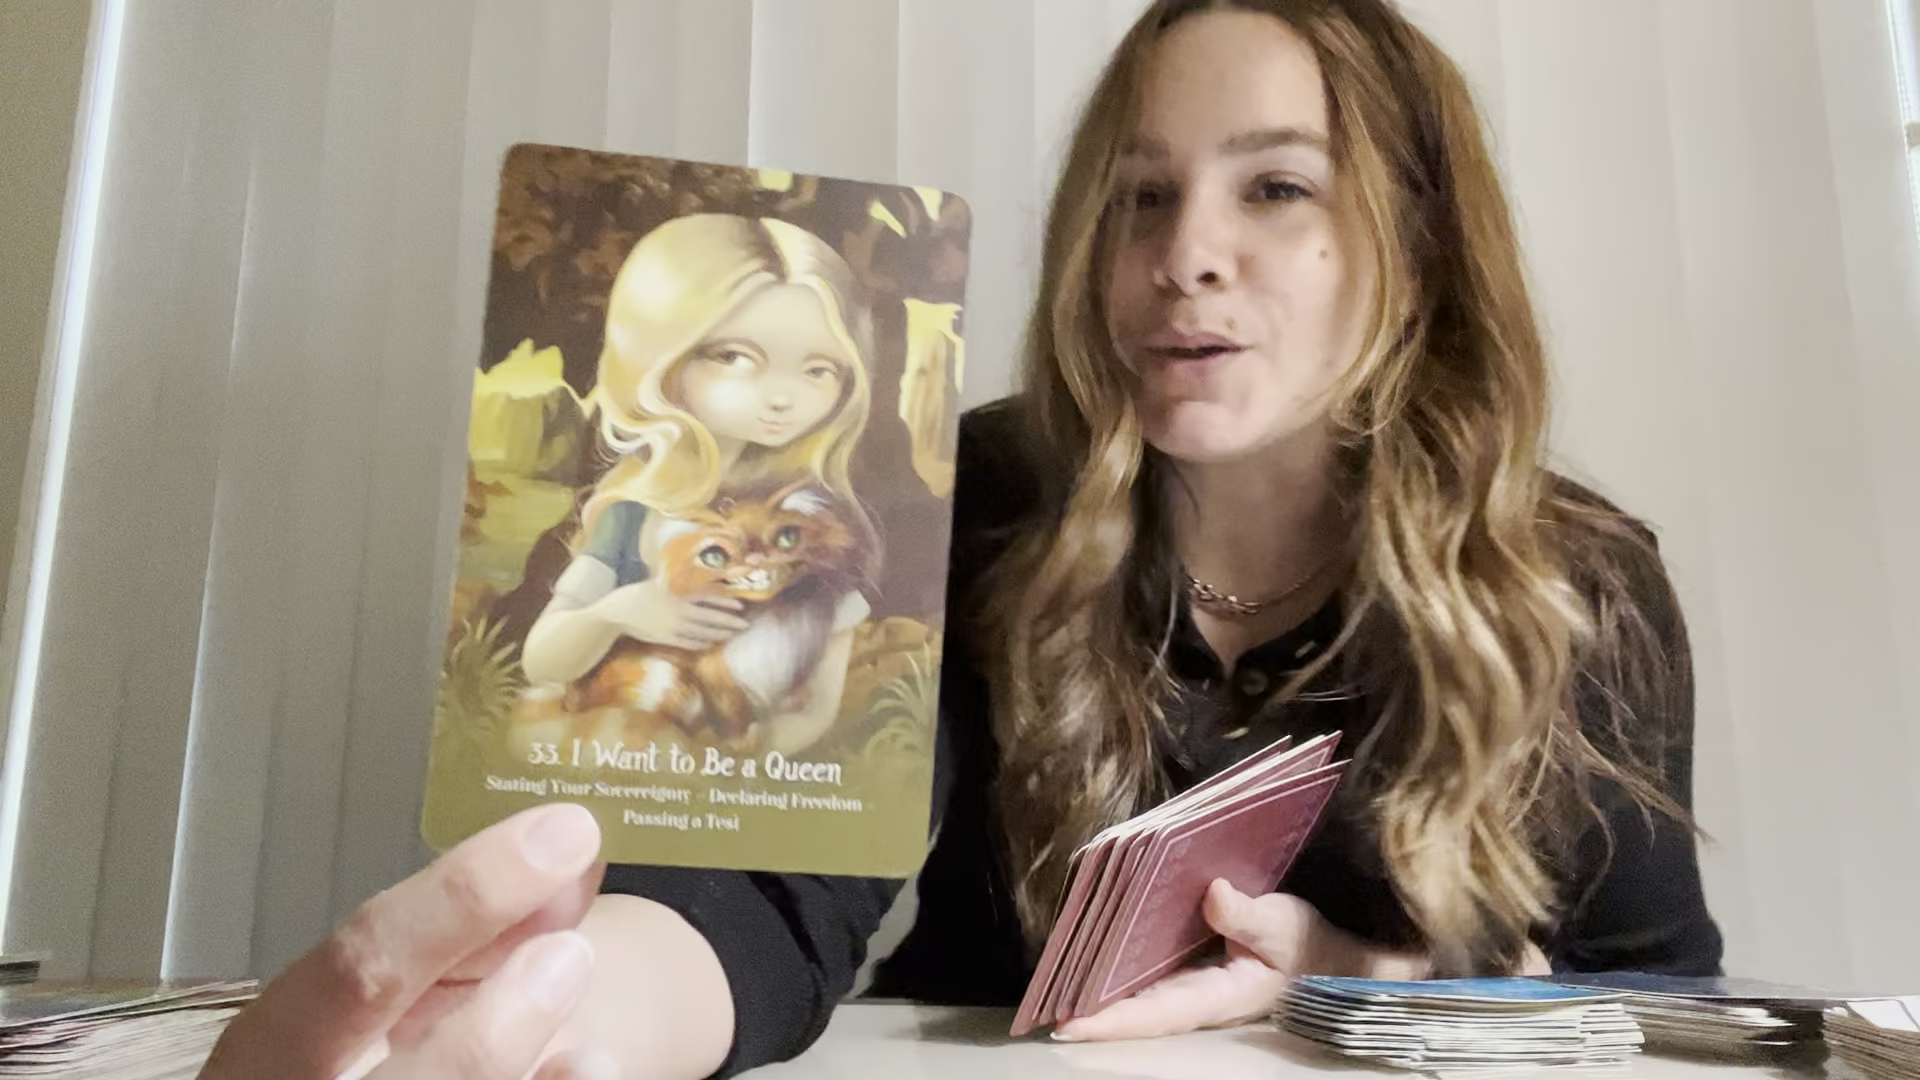 33. I Want to Be a Queen
Stating Your Sovereignty - Declaring Freedom -
Passing a Test